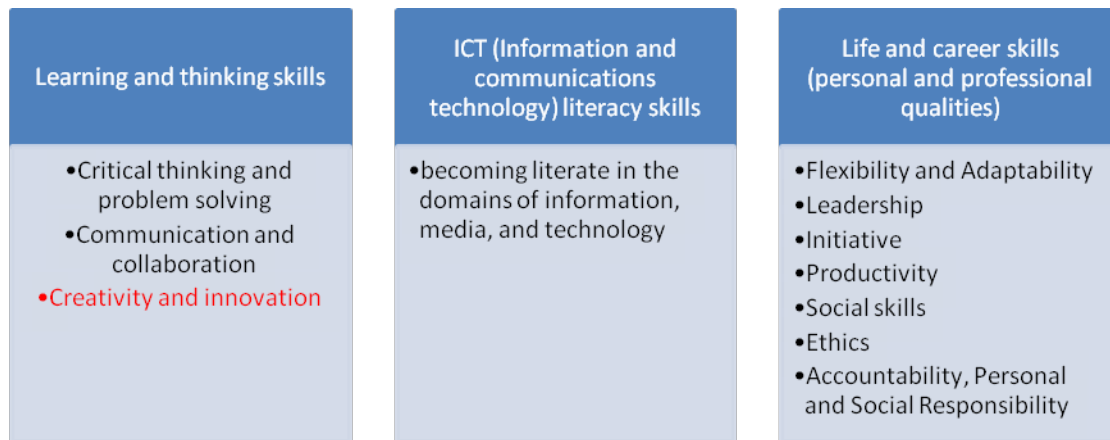 Learning and thinking skills
•Critical thinking and
problem solving
•Communication and
collaboration
•Creativity and innovation
ICT (Information and
communications
technology) literacy skills
•becoming literate in the
domains of information,
media, and technology
Life and career skills
(personal and professional
qualities)
•Flexibility and Adaptability
•Leadership
•Initiative
•Productivity
•Social skills
•Ethics
•Accountability, Personal
and Social Responsibility